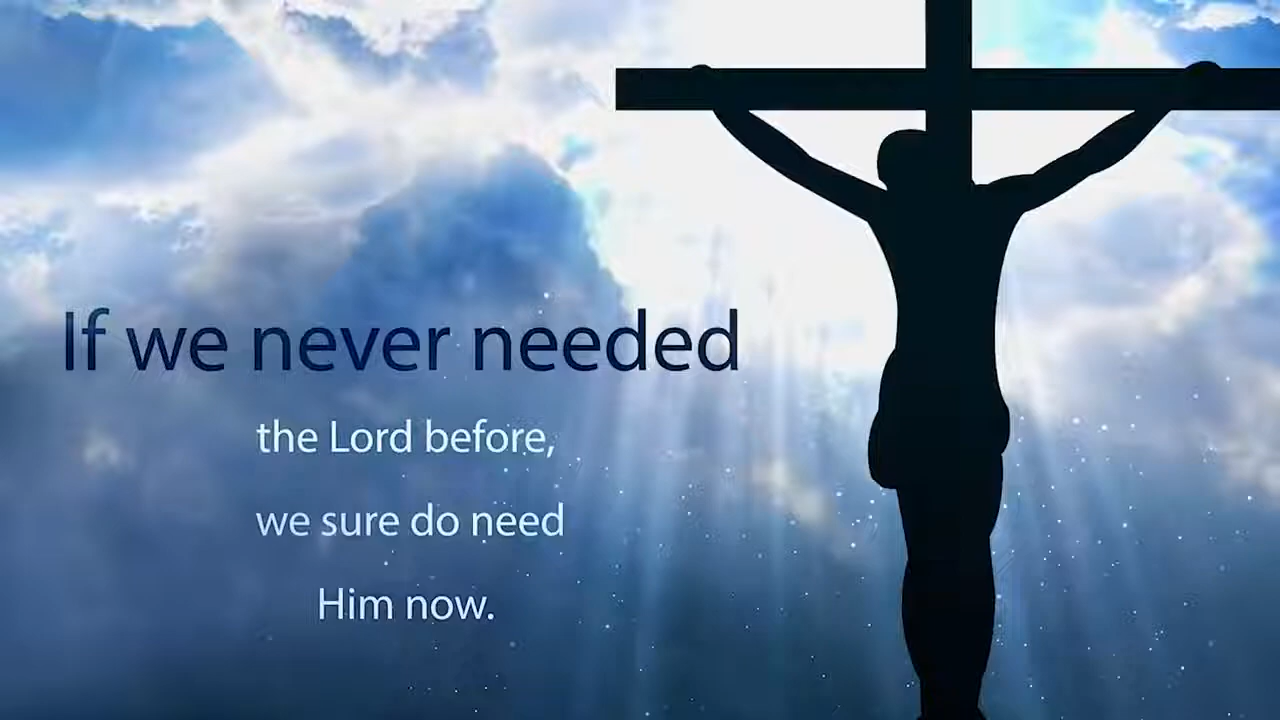 If we never needed
the Lord before,
we sure do need
Him now.